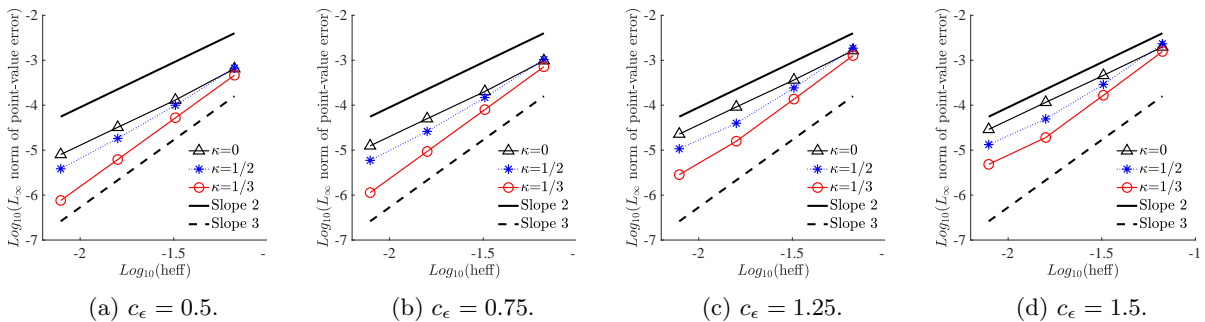 Log₁₀(L∞ norm of point-value error)
-2
-3
-4
-5
-6
-7
κ=0
κ=1/2
κ=1/3
Slope 2
Slope 3
-2
-1.5
-
Log₁₀(heff)
(a) cϵ = 0.5.
Log₁₀(L∞ norm of point-value error)
-2
-3
-4
-5
-6
-7
κ=0
κ=1/2
κ=1/3
Slope 2
Slope 3
-2
-1.5
-
Log₁₀(heff)
(b) cϵ = 0.75.
Log₁₀(L∞ norm of point-value error)
-2
-3
-4
-5
-6
-7
κ=0
κ=1/2
κ=1/3
Slope 2
Slope 3
-2
-1.5
-
Log₁₀(heff)
(c) cϵ = 1.25.
Log₁₀(L∞ norm of point-value error)
-2
-3
-4
-5
-6
-7
κ=0
κ=1/2
κ=1/3
Slope 2
Slope 3
-2
-1.5
-1
Log₁₀(heff)
(d) cϵ = 1.5.